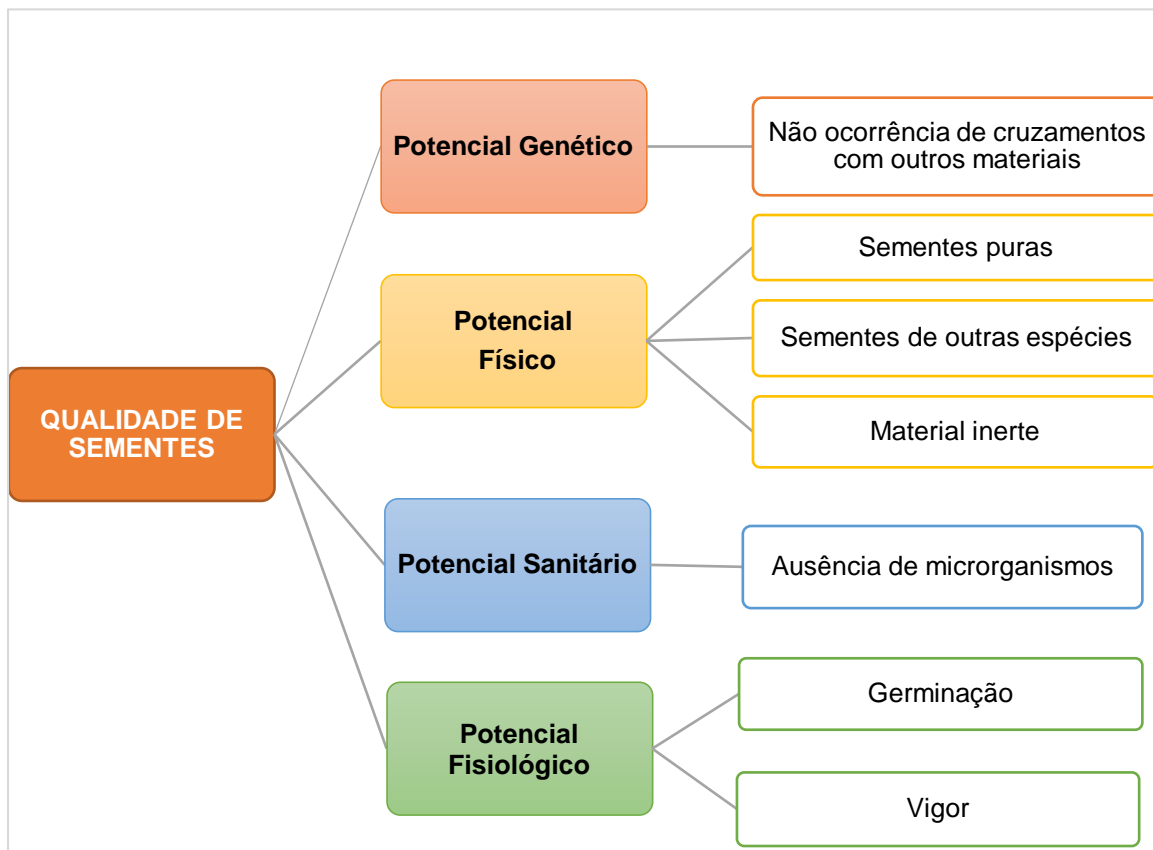 QUALIDADE DE
SEMENTES
Potencial Genético
Não ocorrência de cruzamentos
com outros materiais
Potencial
Físico
Sementes puras
Sementes de outras espécies
Material inerte
Potencial Sanitário
Ausência de microrganismos
Potencial
Fisiológico
Germinação
Vigor